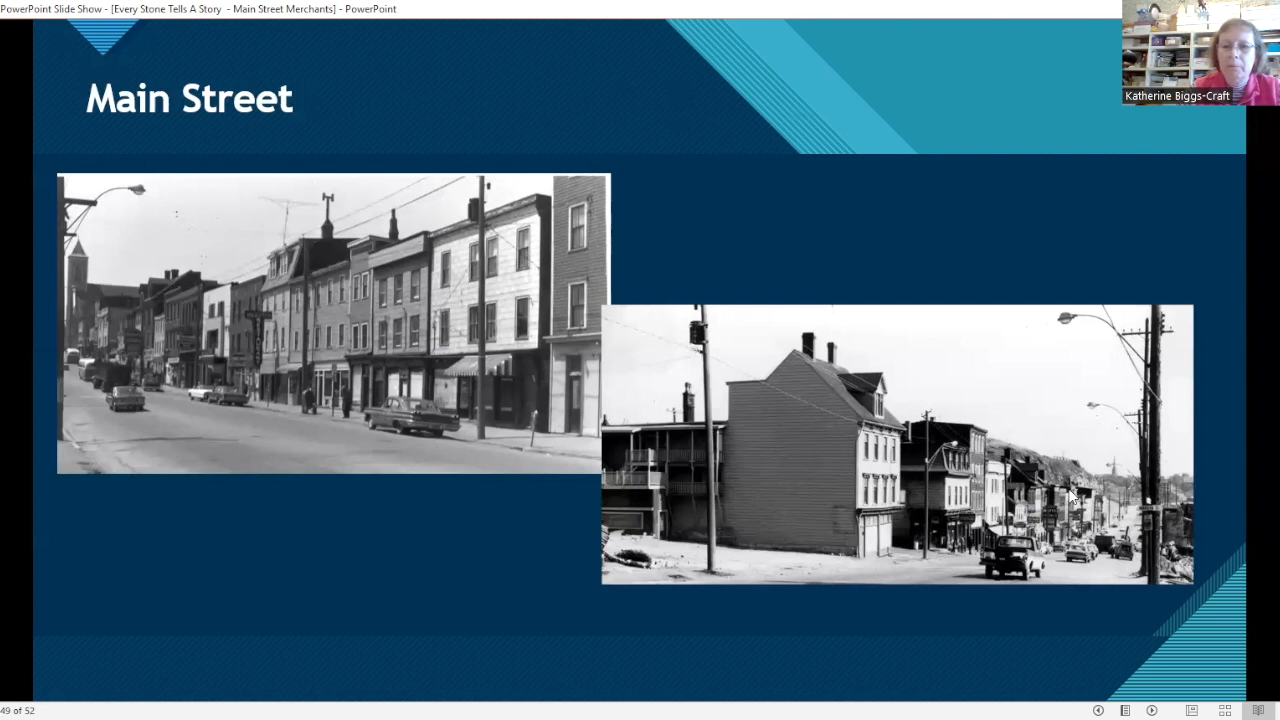 PowerPoint Slide Show - [Every Stone Tells A Story  - Main Street Merchants] - PowerPoint
Main Street
Katherine Biggs-Craft
49 of 52